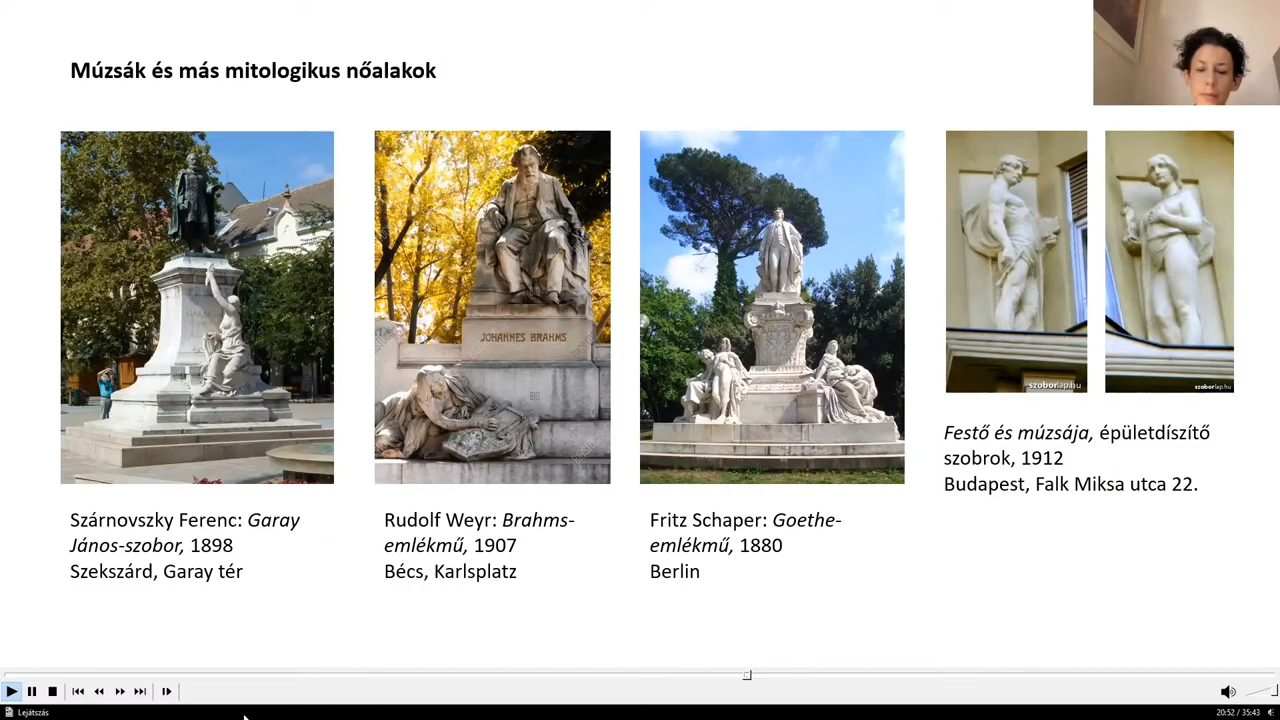 Múzsák és más mitologikus nőalakok
JOHANNES BRAHMS
szoborlap.hu
szoborlap.hu
Szárnovszky Ferenc: Garay
János-szobor, 1898
Szekszárd, Garay tér
Rudolf Weyr: Brahms-
emlékmű, 1907
Bécs, Karlsplatz
Fritz Schaper: Goethe-
emlékmű, 1880
Berlin
Festő és múzsája, épületdíszítő
szobrok, 1912
Budapest, Falk Miksa utca 22.
Lejátszás
20:52 / 35:43